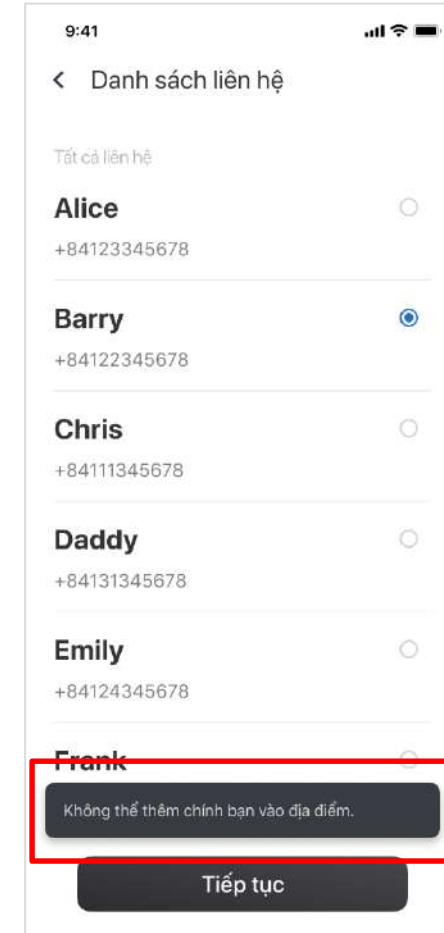 9:41
Danh sách liên hệ
Tất cả liên hệ
Alice
+84123345678
Barry
+84122345678
Chris
+84111345678
Daddy
+84131345678
Emily
+84124345678
Frank
Không thể thêm chính bạn vào địa điểm.
Tiếp tục